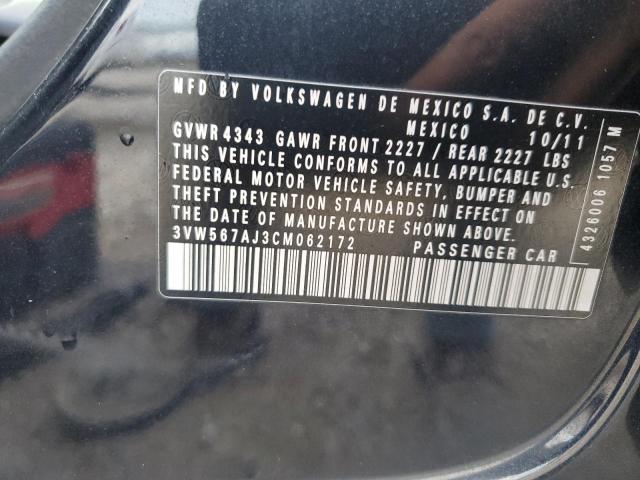 MFD BY VOLKSWAGEN DE MEXICO S.A. DE C.V.
MEXICO 10/11
GVWR 4343 GAWR FRONT 2227 / REAR 2227 LBS
THIS VEHICLE CONFORMS TO ALL APPLICABLE U.S.
FEDERAL MOTOR VEHICLE SAFETY, BUMPER AND
THEFT PREVENTION STANDARDS IN EFFECT ON
THE DATE OF MANUFACTURE SHOWN ABOVE.
3VW567AJ3CM062172 PASSENGER CAR
4326006 1057 M